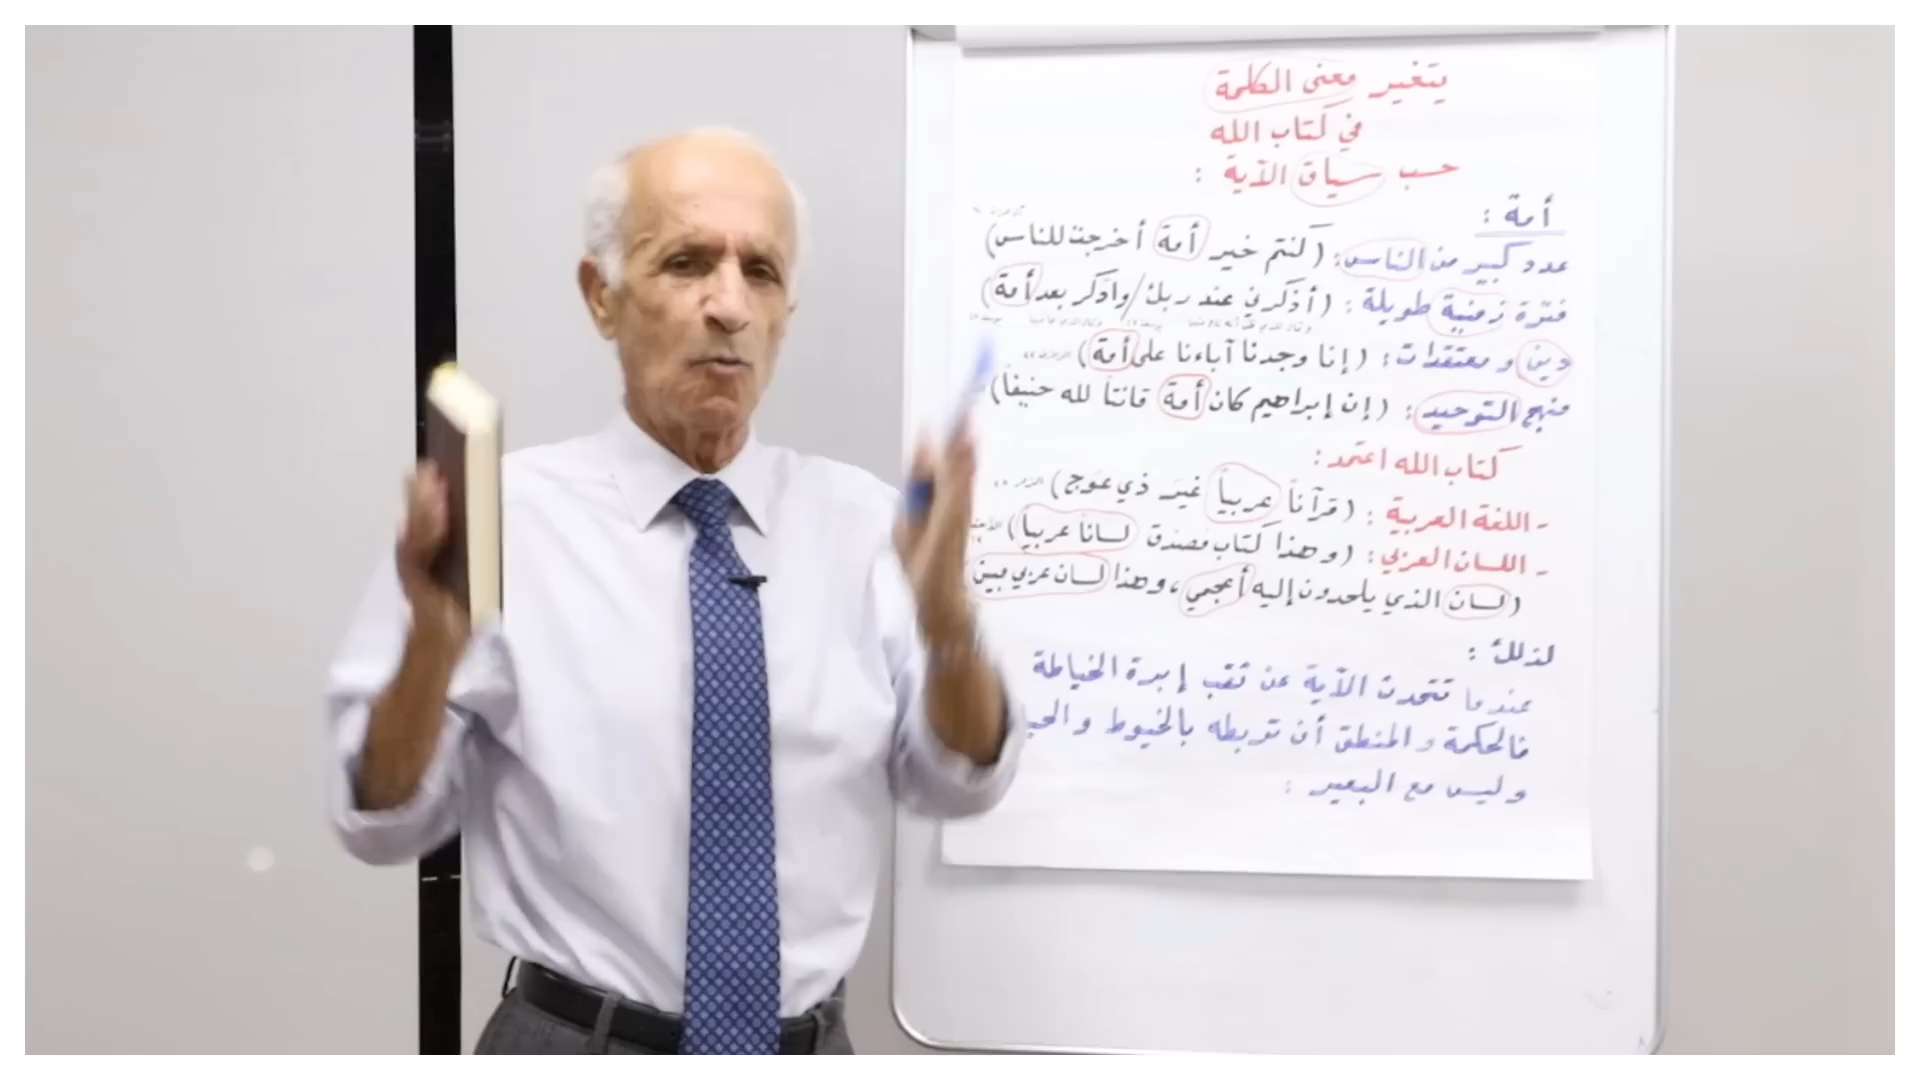 يتغير معنى الكلمة
في كتاب الله
حسب سياق الآية :
أمة :
عدد كبير من الناس : (كنتم خير أمة أخرجت للناس)
فترة زمنية طويلة : (أذكرني عند ربك / وادكر بعد أمة)
دين و معتقدات : (إنا وجدنا آباءنا على أمة)
منهج التوحيد : (إن إبراهيم كان أمة قانتاً لله حنيفاً)
كتاب الله اعتمد :
- اللغة العربية : (قرآناً عربياً غير ذي عوج)
- اللسان العربي : (وهذا كتاب مصدق لساناً عربياً)
(لسان الذي يلحدون إليه أعجمي ، وهذا لسان عربي مبين
لذلك :
عندما تتحدث الآية عن ثقب إبرة الخياطة
فالحكمة و المنطق أن تربطه بالخيوط
وليس مع البعير :